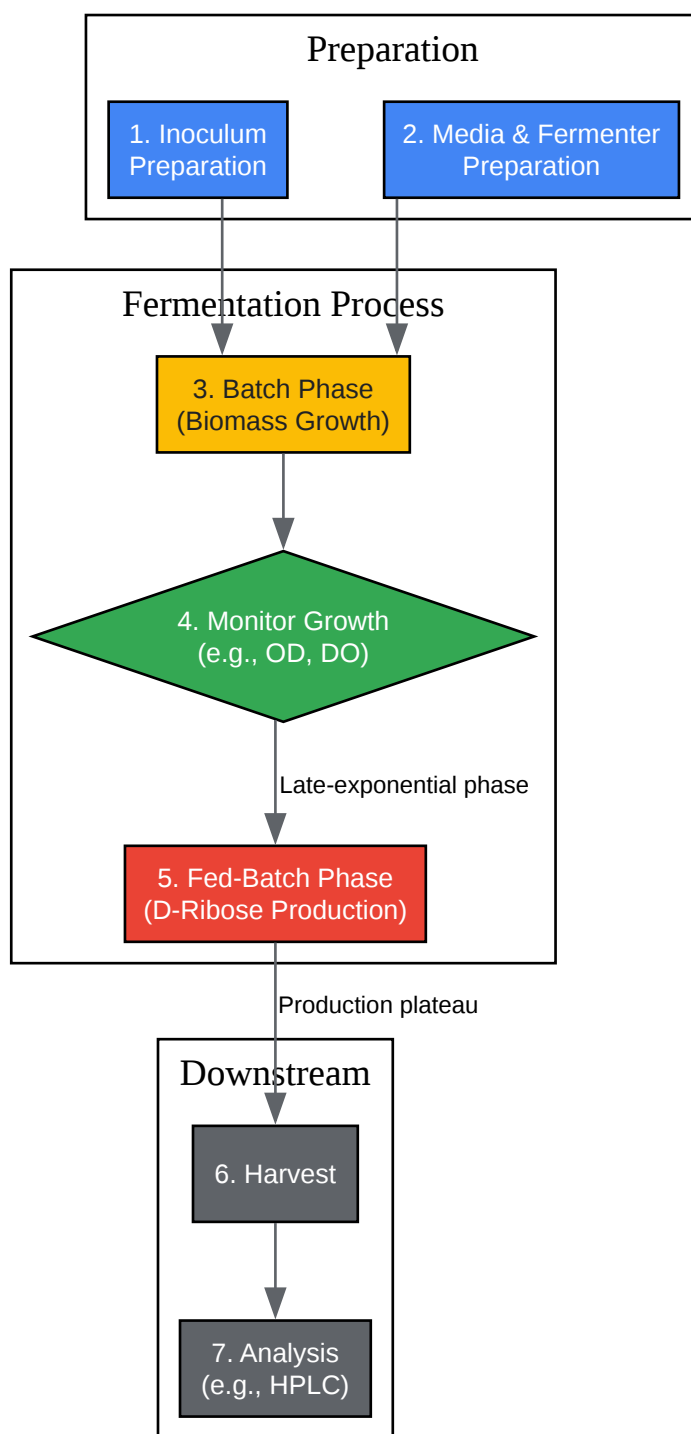 Preparation
1. Inoculum
Preparation
2. Media & Fermenter
Preparation
Fermentation Process
3. Batch Phase
(Biomass Growth)
4. Monitor Growth
(e.g., OD, DO)
Late-exponential phase
5. Fed-Batch Phase
(D-Ribose Production)
Production plateau
Downstream
6. Harvest
7. Analysis
(e.g., HPLC)